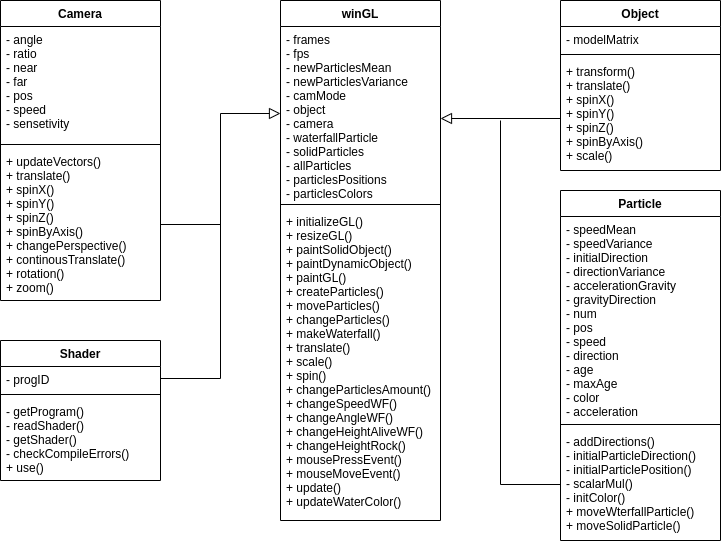 Camera
- angle
- ratio
- near
- far
- pos
- speed
- sensetivity
+ updateVectors()
+ translate()
+ spinX()
+ spinY()
+ spinZ()
+ spinByAxis()
+ changePerspective()
+ continousTranslate()
+ rotation()
+ zoom()
Shader
- progID
- getProgram()
- readShader()
- getShader()
- checkCompileErrors()
+ use()
winGL
- frames
- fps
- newParticlesMean
- newParticlesVariance
- camMode
- object
- camera
- waterfallParticle
- solidParticles
- allParticles
- particlesPositions
- particlesColors
+ initializeGL()
+ resizeGL()
+ paintSolidObject()
+ paintDynamicObject()
+ paintGL()
+ createParticles()
+ moveParticles()
+ changeParticles()
+ makeWaterfall()
+ translate()
+ scale()
+ spin()
+ changeParticlesAmount()
+ changeSpeedWF()
+ changeAngleWF()
+ changeHeightAliveWF()
+ changeHeightRock()
+ mousePressEvent()
+ mouseMoveEvent()
+ update()
+ updateWaterColor()
Object
- modelMatrix
+ transform()
+ translate()
+ spinX()
+ spinY()
+ spinZ()
+ spinByAxis()
+ scale()
Particle
- speedMean
- speedVariance
- initialDirection
- directionVariance
- accelerationGravity
- gravityDirection
- num
- pos
- speed
- direction
- age
- maxAge
- color
- acceleration
- addDirections()
- initialParticleDirection()
- initialParticlePosition()
- scalarMul()
- initColor()
+ moveWterfallParticle()
+ moveSolidParticle()